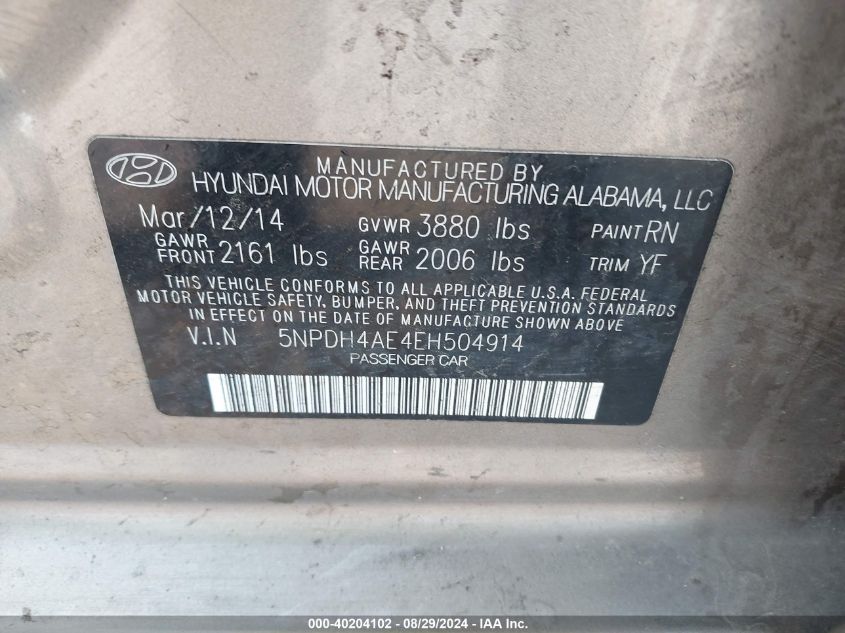 MANUFACTURED BY
HYUNDAI MOTOR MANUFACTURING ALABAMA, LLC
Mar/12/14 GVWR 3880 lbs PAINT RN
GAWR FRONT 2161 lbs GAWR REAR 2006 lbs TRIM YF
THIS VEHICLE CONFORMS TO ALL APPLICABLE U.S.A. FEDERAL
MOTOR VEHICLE SAFETY, BUMPER, AND THEFT PREVENTION STANDARDS
IN EFFECT ON THE DATE OF MANUFACTURE SHOWN ABOVE
V.I.N 5NPDH4AE4EH504914
PASSENGER CAR
000-40204102 - 08/29/2024 - IAA Inc.